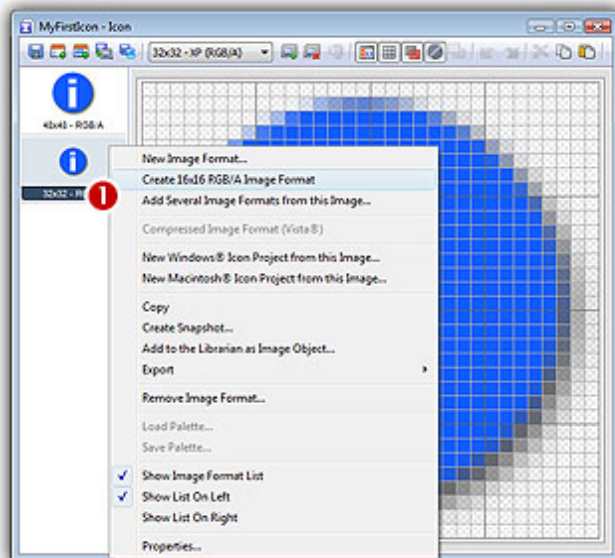 MyFirstIcon - Icon
32x32 - XP (RGB/A)
48x48 - RGB/A
32x32 -
1
New Image Format...
Create 16x16 RGB/A Image Format
Add Several Image Formats from this Image...
Compressed Image Format (Vista®)
New Windows® Icon Project from this Image...
New Macintosh® Icon Project from this Image...
Copy
Create Snapshot...
Add to the Librarian as Image Object...
Export
Remove Image Format...
Load Palette...
Save Palette...
Show Image Format List
Show List On Left
Show List On Right
Properties...